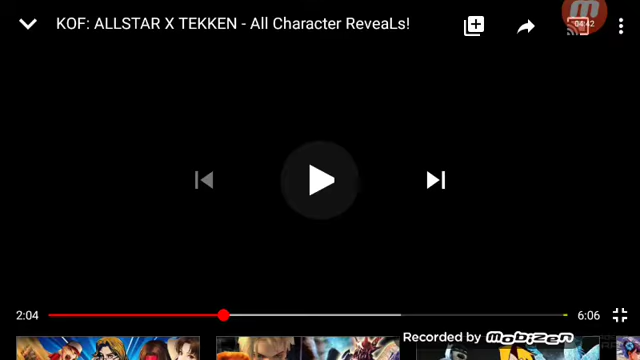 KOF: ALLSTAR X TEKKEN - All Character ReveaLs!
04:42
2:04
6:06
Recorded by MOBIZEN